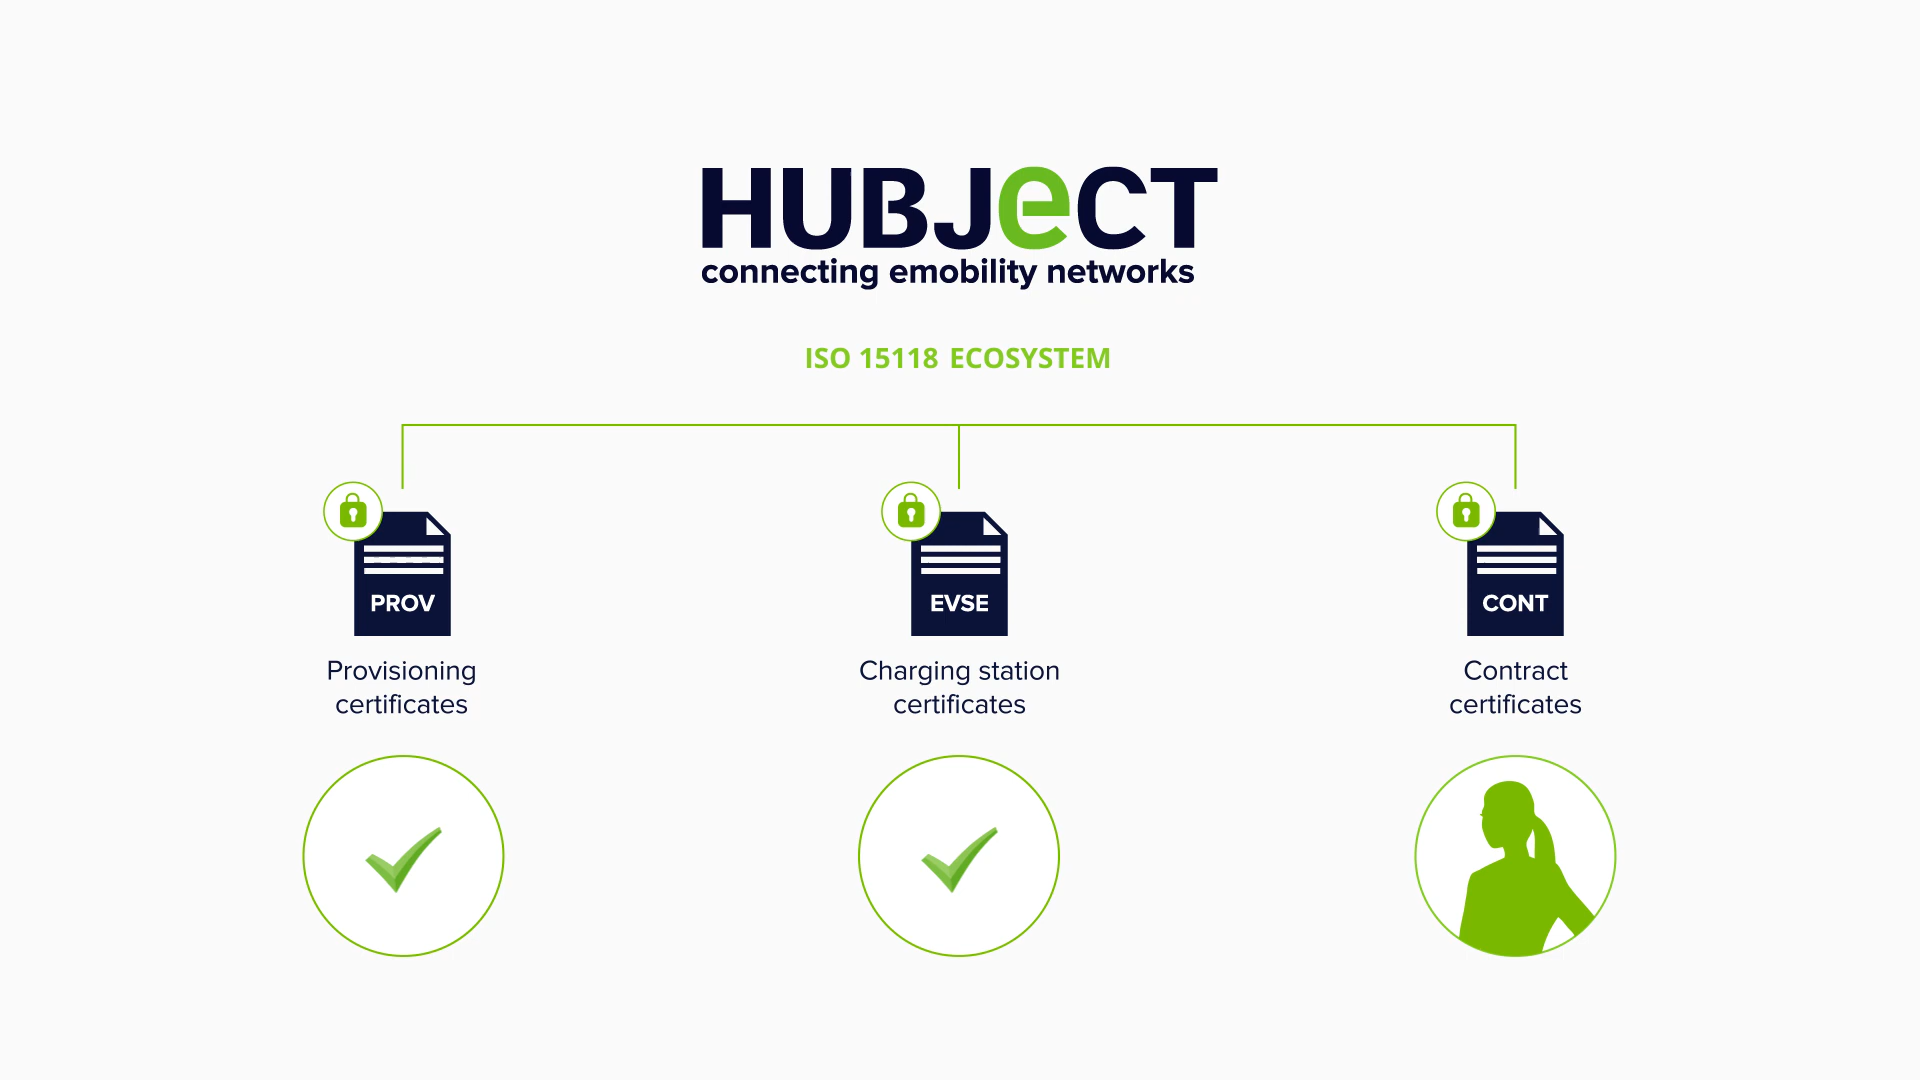 HUBJeCT
connecting emobility networks
ISO 15118 ECOSYSTEM
PROV
EVSE
CONT
Provisioning
certificates
Charging station
certificates
Contract
certificates